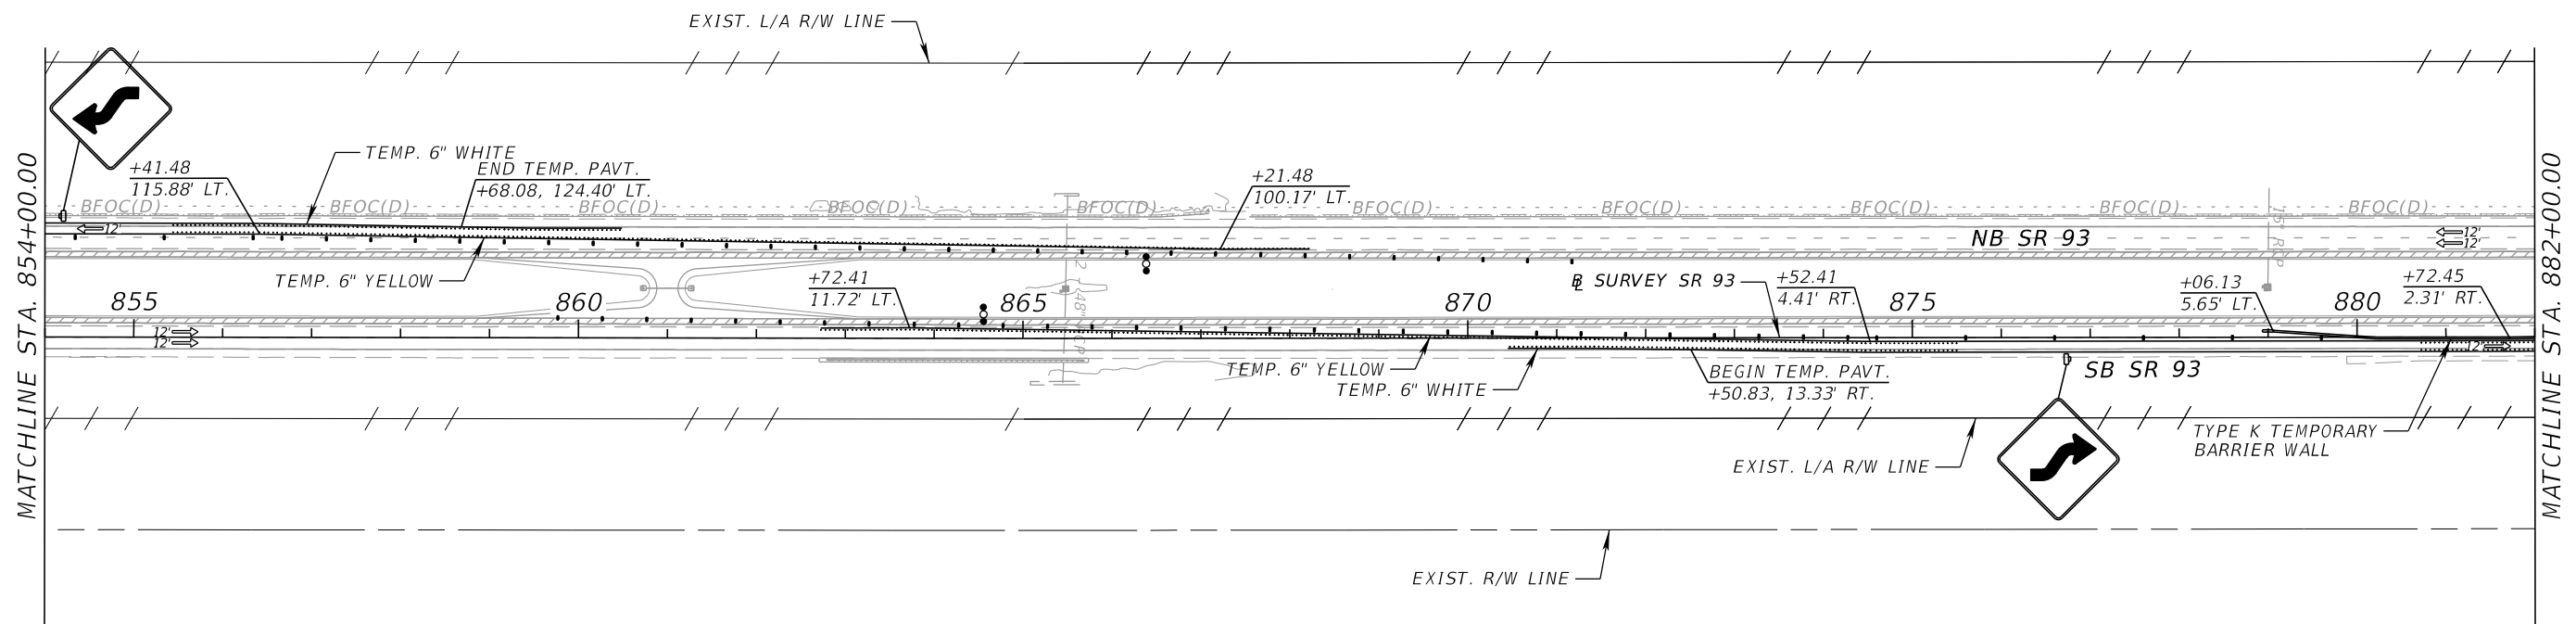 EXIST. L/A R/W LINE
MATCHLINE STA. 854+00.00
MATCHLINE STA. 882+00.00
TEMP. 6" WHITE
+41.48
115.88' LT.
END TEMP. PAVT.
+68.08, 124.40' LT.
+21.48
100.17' LT.
BFOC(D)
BFOC(D)
BFOC(D)
BFOC(D)
BFOC(D)
BFOC(D)
BFOC(D)
BFOC(D)
BFOC(D)
BFOC(D)
12'
12'
12'
NB SR 93
TEMP. 6" YELLOW
+72.41
11.72' LT.
B SURVEY SR 93
L
+52.41
4.41' RT.
+06.13
5.65' LT.
+72.45
2.31' RT.
855
860
865
870
875
880
12'
12'
12'
TEMP. 6" YELLOW
TEMP. 6" WHITE
BEGIN TEMP. PAVT.
+50.83, 13.33' RT.
SB SR 93
TYPE K TEMPORARY
BARRIER WALL
EXIST. L/A R/W LINE
EXIST. R/W LINE